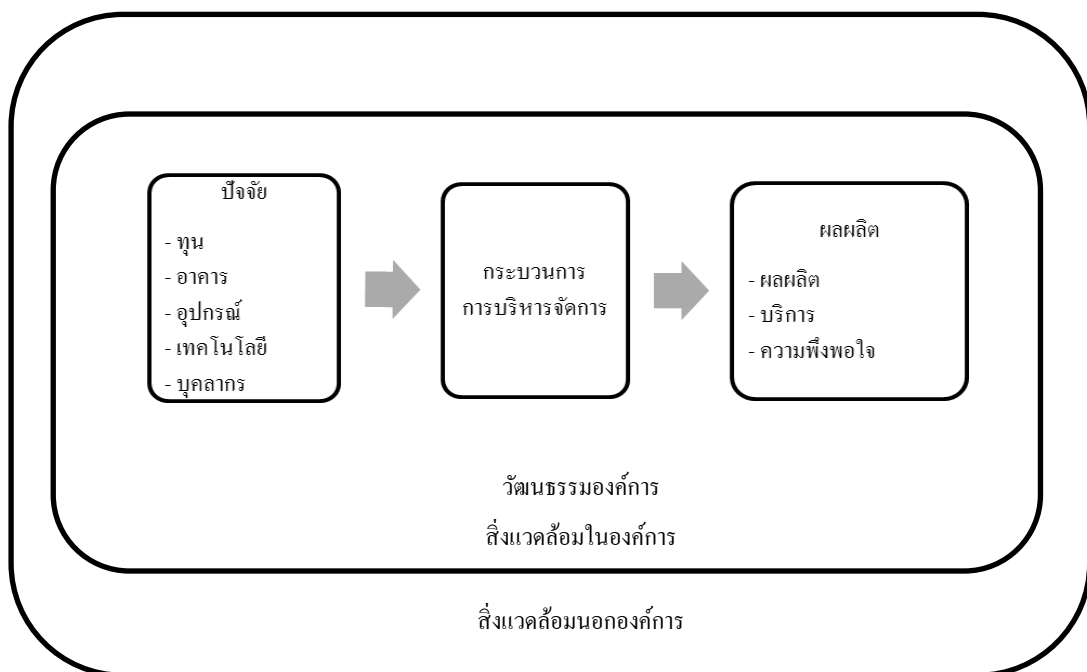 ปัจจัย
- ทุน
- อาคาร
- อุปกรณ์
- เทคโนโลยี
- บุคลากร
กระบวนการ
การบริหารจัดการ
ผลผลิต
- ผลผลิต
- บริการ
- ความพึงพอใจ
วัฒนธรรมองค์การ
สิ่งแวดล้อมในองค์การ
สิ่งแวดล้อมนอกองค์การ